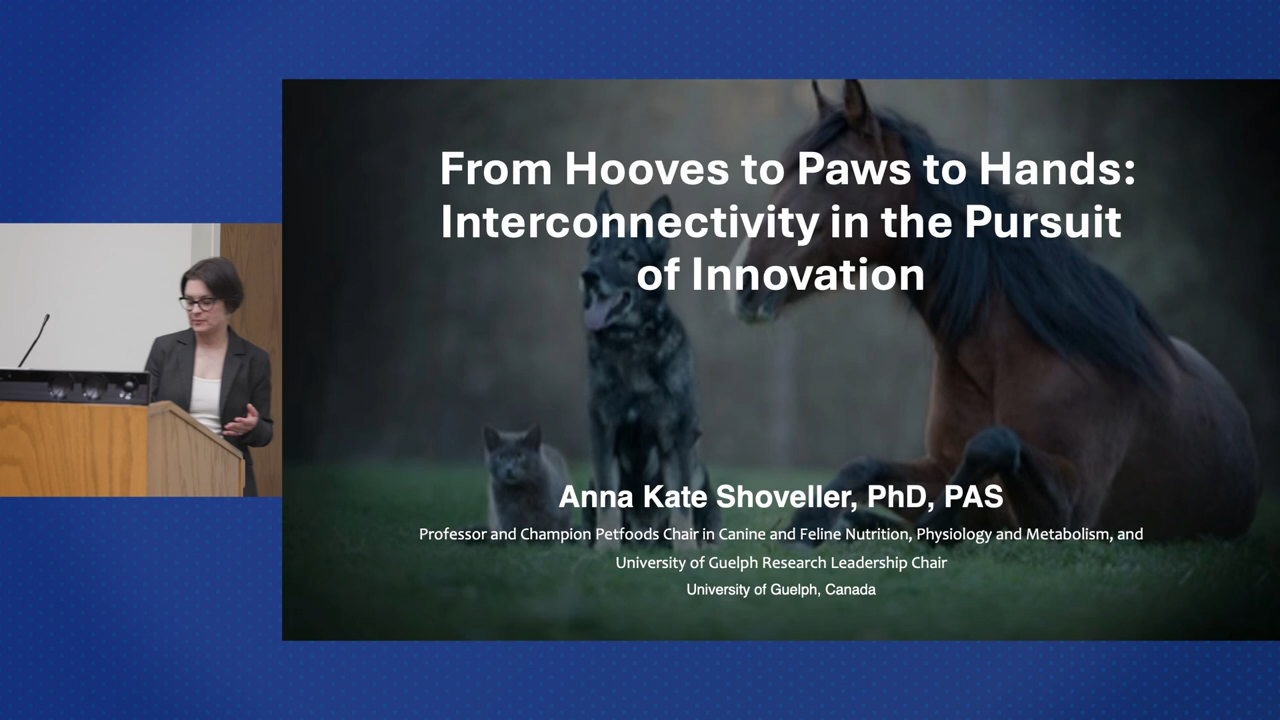 From Hooves to Paws to Hands:
Interconnectivity in the Pursuit
of Innovation
Anna Kate Shoveller, PhD, PAS
Professor and Champion Petfoods Chair in Canine and Feline Nutrition, Physiology and Metabolism, and
University of Guelph Research Leadership Chair
University of Guelph, Canada